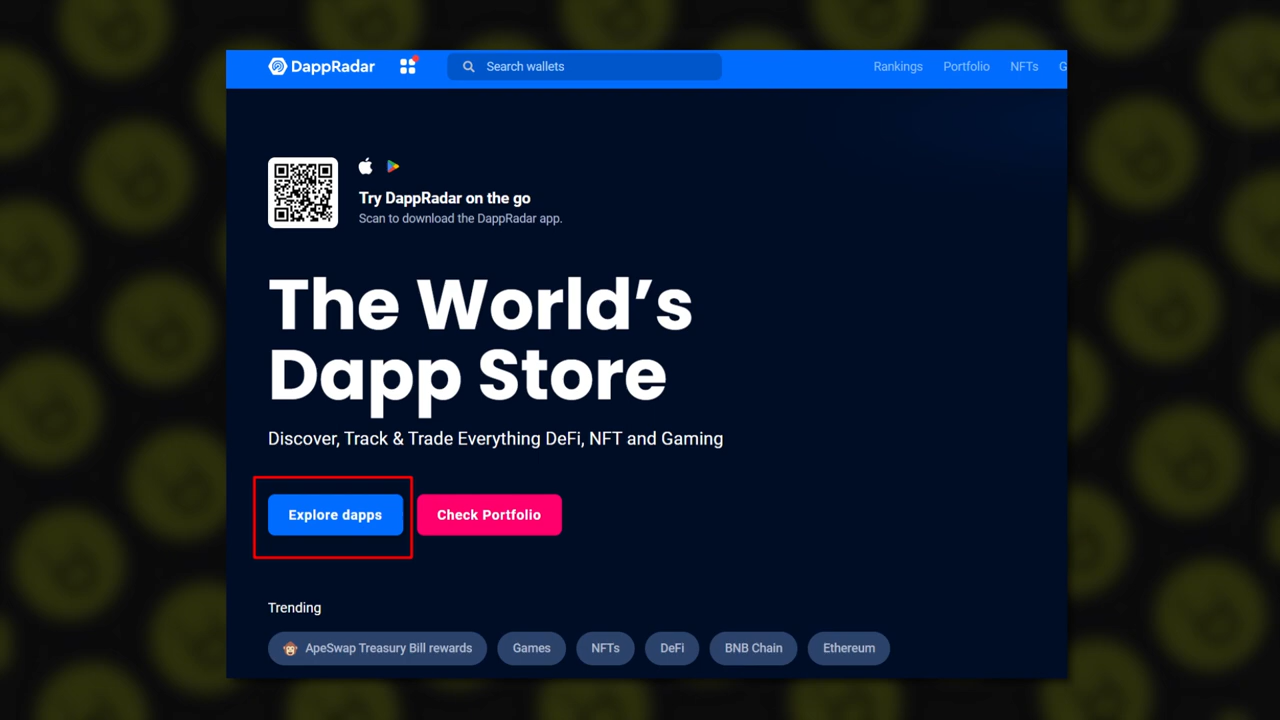 DappRadar
Search wallets
Rankings Portfolio NFTs G
Try DappRadar on the go
Scan to download the DappRadar app.
The World’s
Dapp Store
Discover, Track & Trade Everything DeFi, NFT and Gaming
Explore dapps Check Portfolio
Trending
ApeSwap Treasury Bill rewards Games NFTs DeFi BNB Chain Ethereum